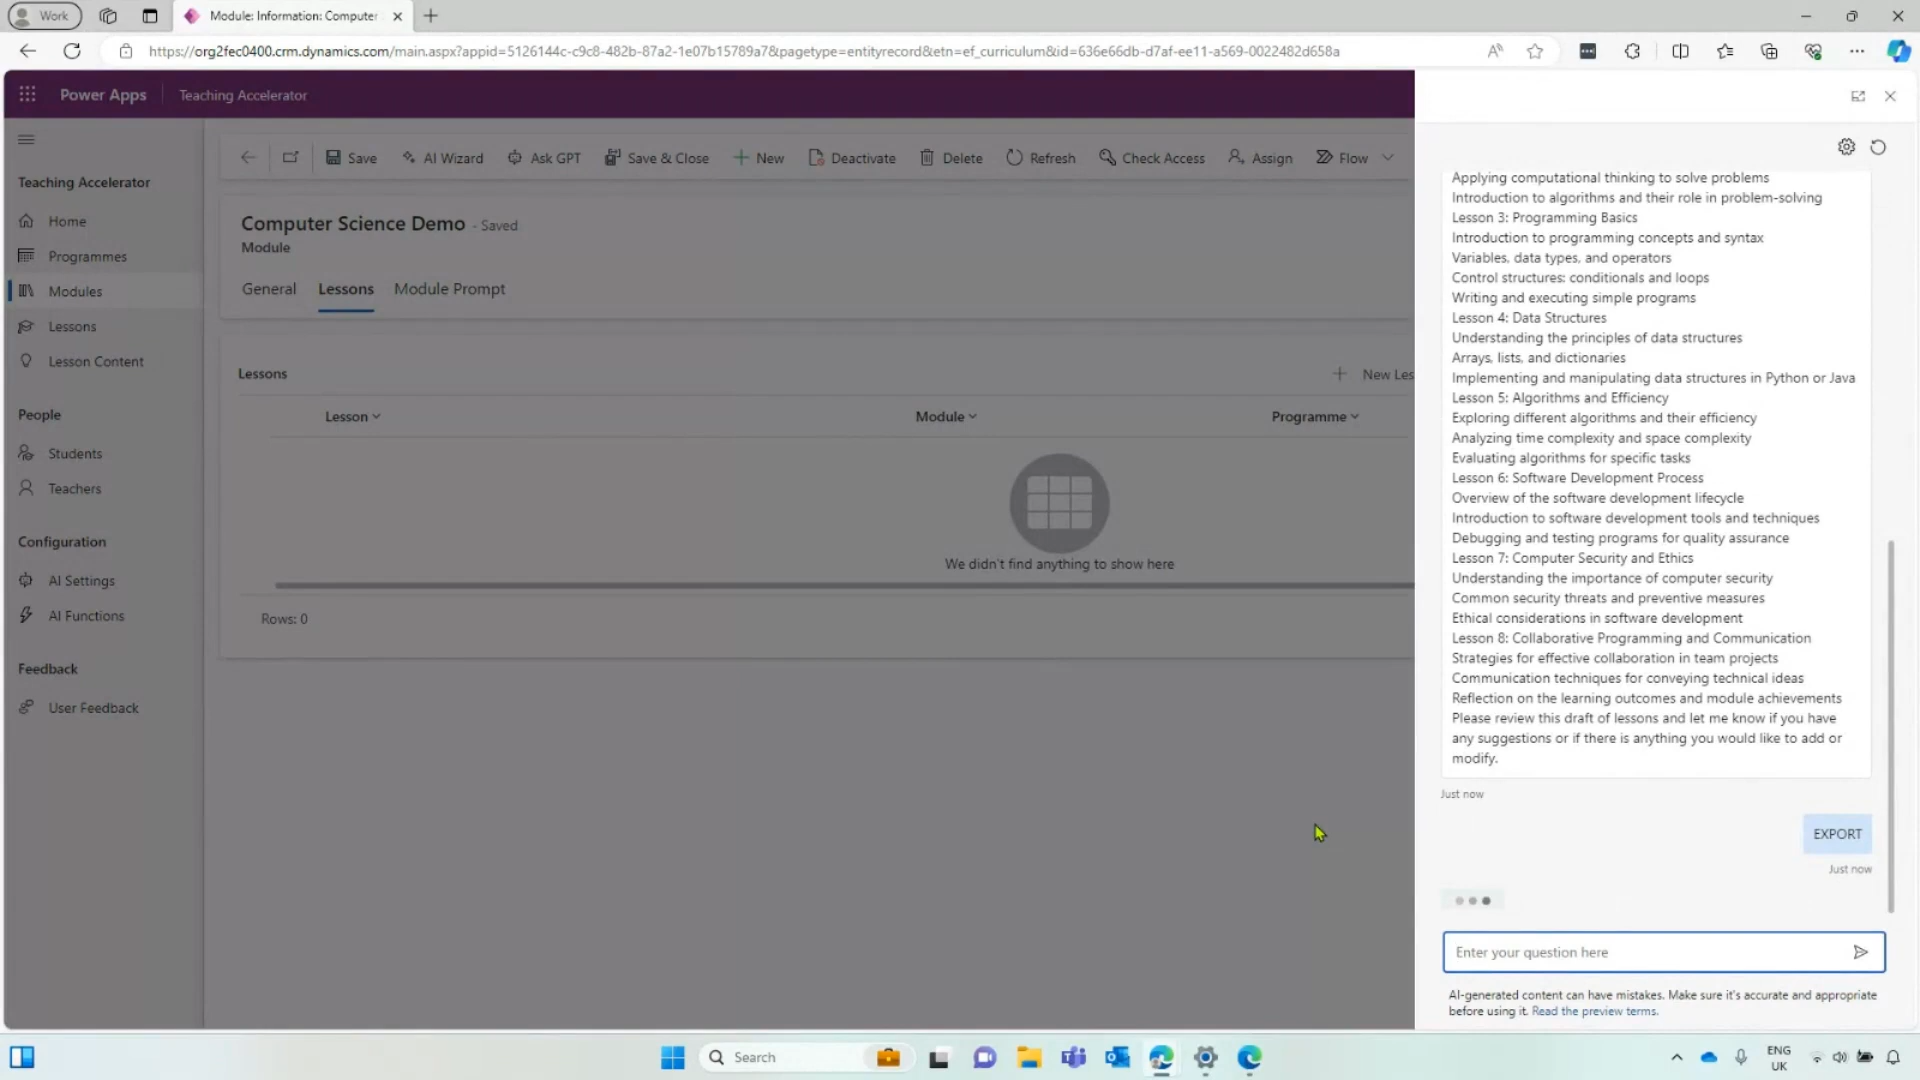 Work
Module: Information: Computer
https://org2fec0400.crm.dynamics.com/main.aspx?appid=5126144c-c9c8-482b-87a2-1e07b15789a7&pagetype=entityrecord&etn=ef_curriculum&id=636e66db-d7af-ee11-a569-0022482d658a
Power Apps
Teaching Accelerator
Save
AI Wizard
Ask GPT
Save & Close
New
Deactivate
Delete
Refresh
Check Access
Assign
Flow
Teaching Accelerator
Home
Programmes
Modules
Lessons
Lesson Content
People
Students
Teachers
Configuration
AI Settings
AI Functions
Feedback
User Feedback
Computer Science Demo - Saved
Module
General
Lessons
Module Prompt
Lessons
New Les
Lesson
Module
Programme
We didn't find anything to show here
Rows: 0
Applying computational thinking to solve problems
Introduction to algorithms and their role in problem-solving
Lesson 3: Programming Basics
Introduction to programming concepts and syntax
Variables, data types, and operators
Control structures: conditionals and loops
Writing and executing simple programs
Lesson 4: Data Structures
Understanding the principles of data structures
Arrays, lists, and dictionaries
Implementing and manipulating data structures in Python or Java
Lesson 5: Algorithms and Efficiency
Exploring different algorithms and their efficiency
Analyzing time complexity and space complexity
Evaluating algorithms for specific tasks
Lesson 6: Software Development Process
Overview of the software development lifecycle
Introduction to software development tools and techniques
Debugging and testing programs for quality assurance
Lesson 7: Computer Security and Ethics
Understanding the importance of computer security
Common security threats and preventive measures
Ethical considerations in software development
Lesson 8: Collaborative Programming and Communication
Strategies for effective collaboration in team projects
Communication techniques for conveying technical ideas
Reflection on the learning outcomes and module achievements
Please review this draft of lessons and let me know if you have
any suggestions or if there is anything you would like to add or
modify.
Just now
EXPORT
Just now
Enter your question here
AI-generated content can have mistakes. Make sure it's accurate and appropriate
before using it. Read the preview terms.
Search
ENG
UK